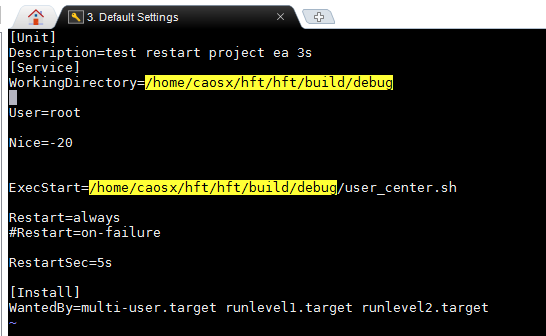 3. Default Settings
[Unit]
Description=test restart project ea 3s
[Service]
WorkingDirectory=/home/caosx/hft/hft/build/debug
User=root
Nice=-20
ExecStart=/home/caosx/hft/hft/build/debug/user_center.sh
Restart=always
#Restart=on-failure
RestartSec=5s
[Install]
WantedBy=multi-user.target runlevel1.target runlevel2.target
~